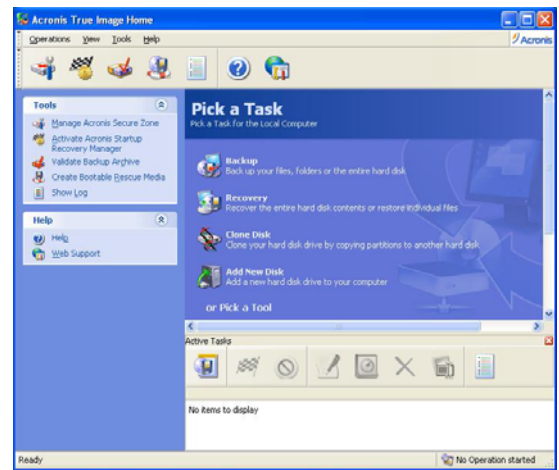 Acronis True Image Home
Operations View Tools Help
Acronis
Tools
Manage Acronis Secure Zone
Activate Acronis Startup
Recovery Manager
Validate Backup Archive
Create Bootable Rescue Media
Show Log
Help
Help
Web Support
Pick a Task
Pick a Task for the Local Computer
Backup
Back up your files, folders or the entire hard disk
Recovery
Recover the entire hard disk contents or restore individual files
Clone Disk
Clone your hard disk drive by copying partitions to another hard disk
Add New Disk
Add a new hard disk drive to your computer
or Pick a Tool
Active Tasks
No items to display
Ready
No Operation started